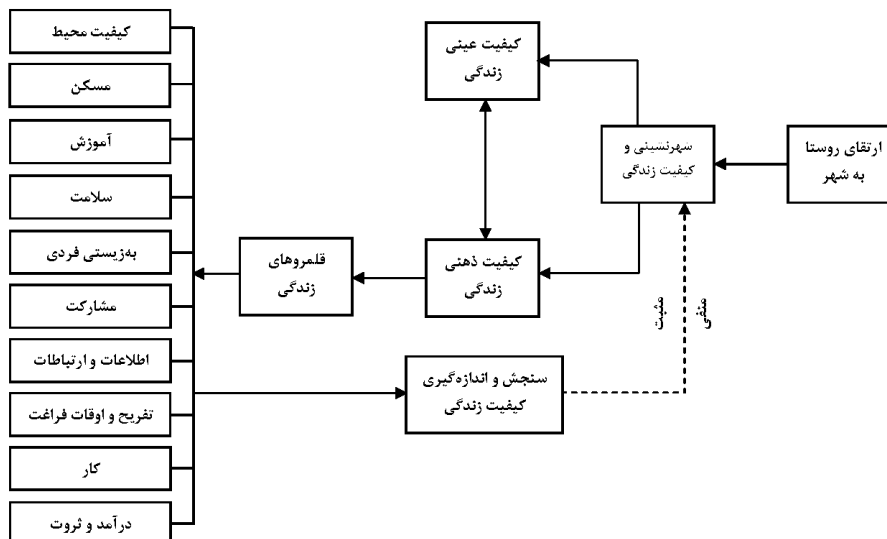 ارتقای روستا
به شهر
شهرنشینی و
کیفیت زندگی
کیفیت عینی
زندگی
کیفیت ذهنی
زندگی
قلمروهای
زندگی
کیفیت محیط
مسکن
آموزش
سلامت
به‌زیستی فردی
مشارکت
اطلاعات و ارتباطات
تفریح و اوقات فراغت
کار
درآمد و ثروت
سنجش و اندازه‌گیری
کیفیت زندگی
مثبت
منفی